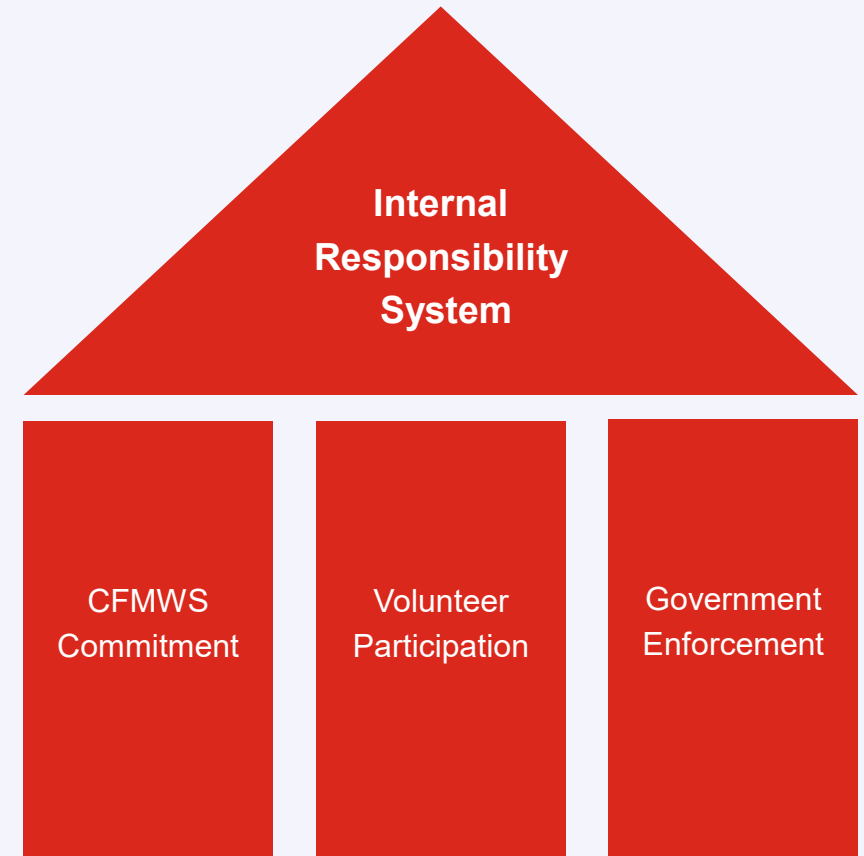 Internal
Responsibility
System
CFMWS
Commitment
Volunteer
Participation
Government
Enforcement